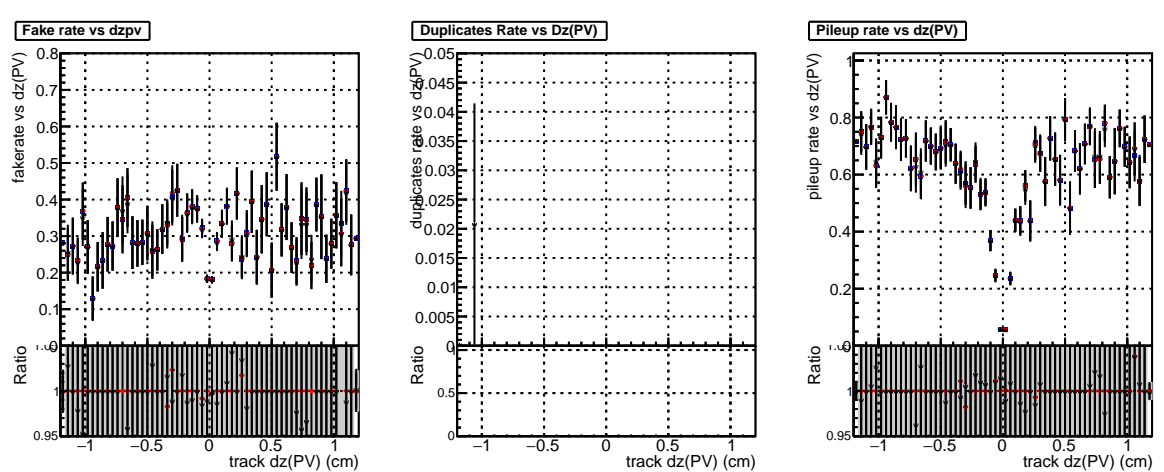 Fake rate vs dzpv
fakerate vs dz(PV)
0.8
0.7
0.6
0.5
0.4
0.3
0.2
0.1
0
Ratio
1
0.95
−1 −0.5 0 0.5 1
track dz(PV) (cm)
Duplicates Rate vs Dz(PV)
duplicates rate vs dz(PV)
0.05
0.045
0.04
0.035
0.03
0.025
0.02
0.015
0.01
0.005
0
Ratio
1
0.5
0
−1 −0.5 0 0.5 1
track dz(PV) (cm)
Pileup rate vs dz(PV)
pileup rate vs dz(PV)
1
0.8
0.6
0.4
0.2
0
Ratio
1
0.95
−1 −0.5 0 0.5 1
track dz(PV) (cm)